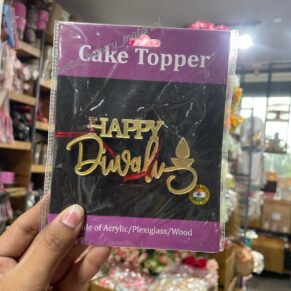 Cake Topper
HAPPY
Diwali
de of Acrylic/Plexiglass/Wood